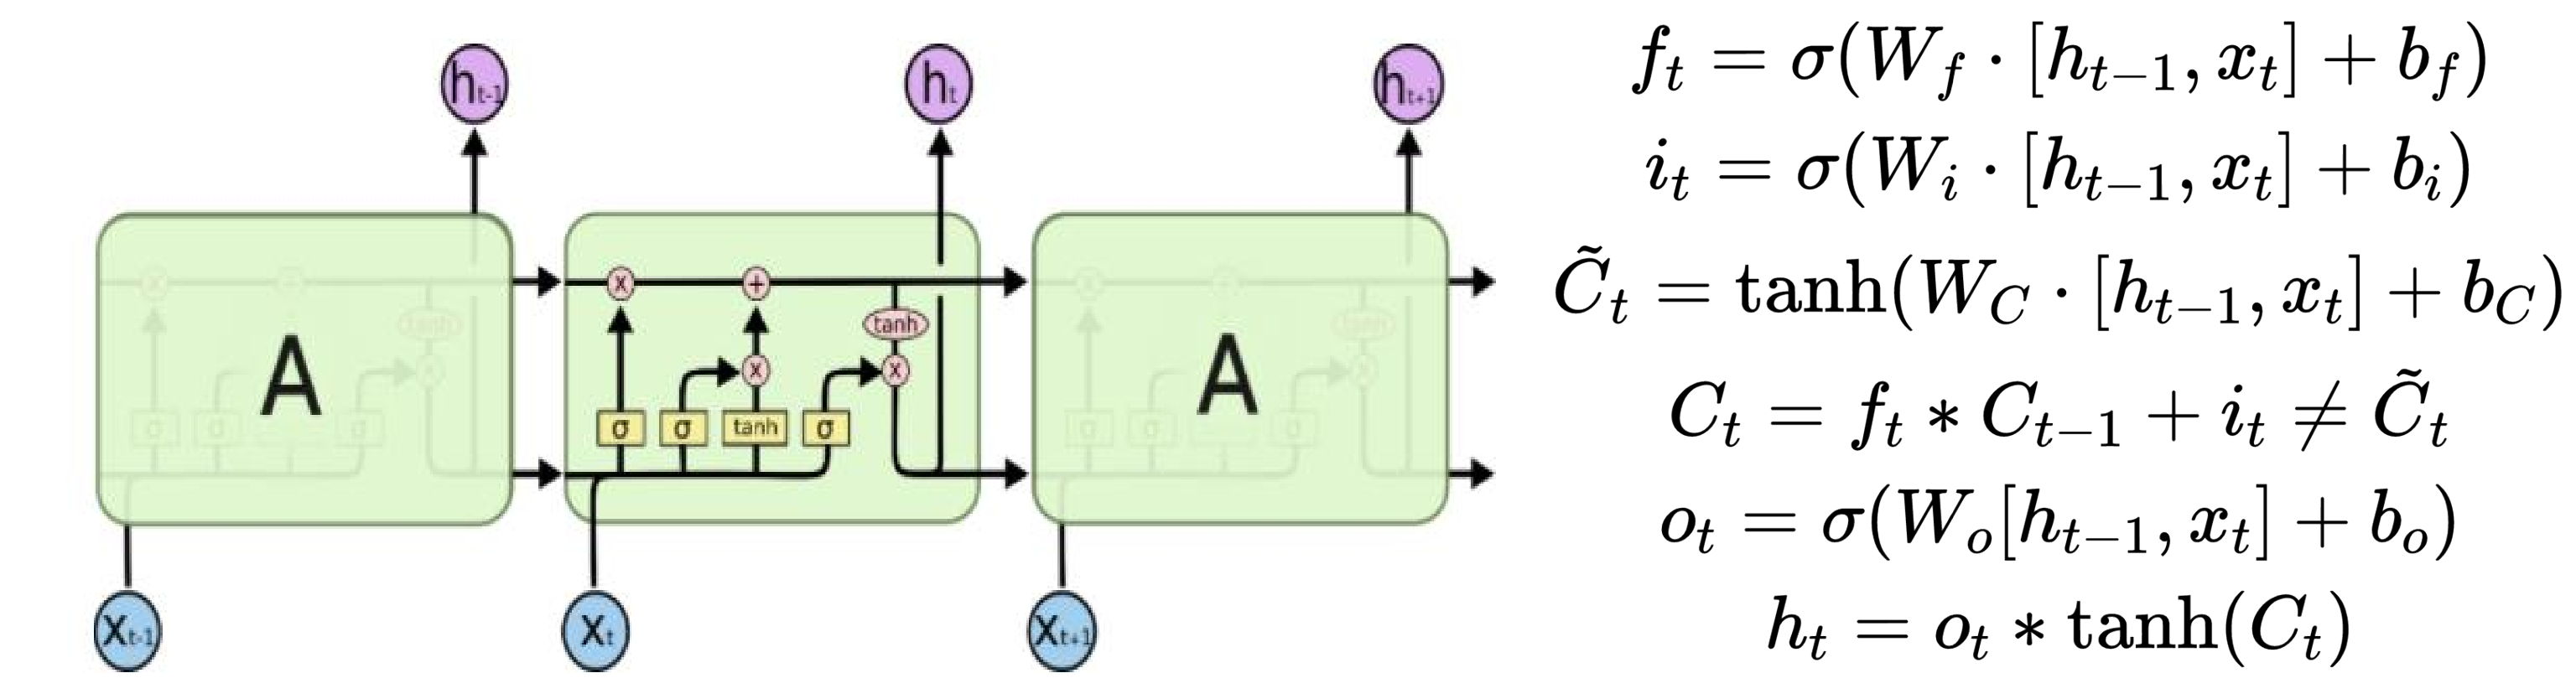 h_{t-1} h_t h_{t+1}
x + tanh
x x
A A
σ σ tanh σ
X_{t-1} X_t X_{t+1}
f_t = σ(W_f · [h_{t-1}, x_t] + b_f)
i_t = σ(W_i · [h_{t-1}, x_t] + b_i)
C̃_t = tanh(W_C · [h_{t-1}, x_t] + b_C)
C_t = f_t * C_{t-1} + i_t ≠ C̃_t
o_t = σ(W_o[h_{t-1}, x_t] + b_o)
h_t = o_t * tanh(C_t)